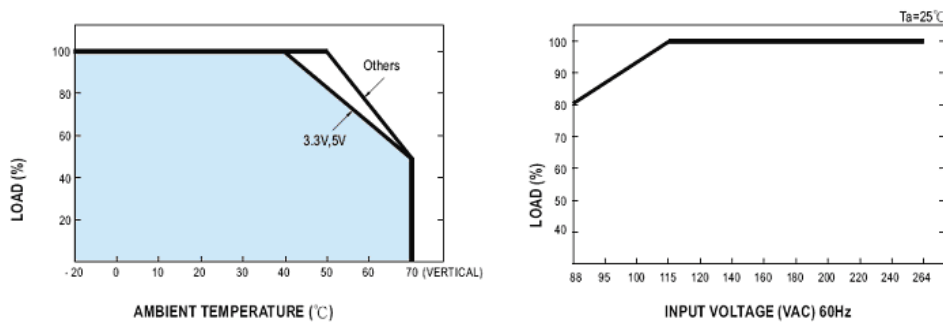 Ta=25℃
100
80
60
40
20
LOAD (%)
Others
3.3V,5V
-20 0 10 20 30 40 50 60 70 (VERTICAL)
AMBIENT TEMPERATURE (℃)
100
90
80
70
60
50
40
LOAD (%)
88 95 100 115 120 140 160 180 200 220 240 264
INPUT VOLTAGE (VAC) 60Hz